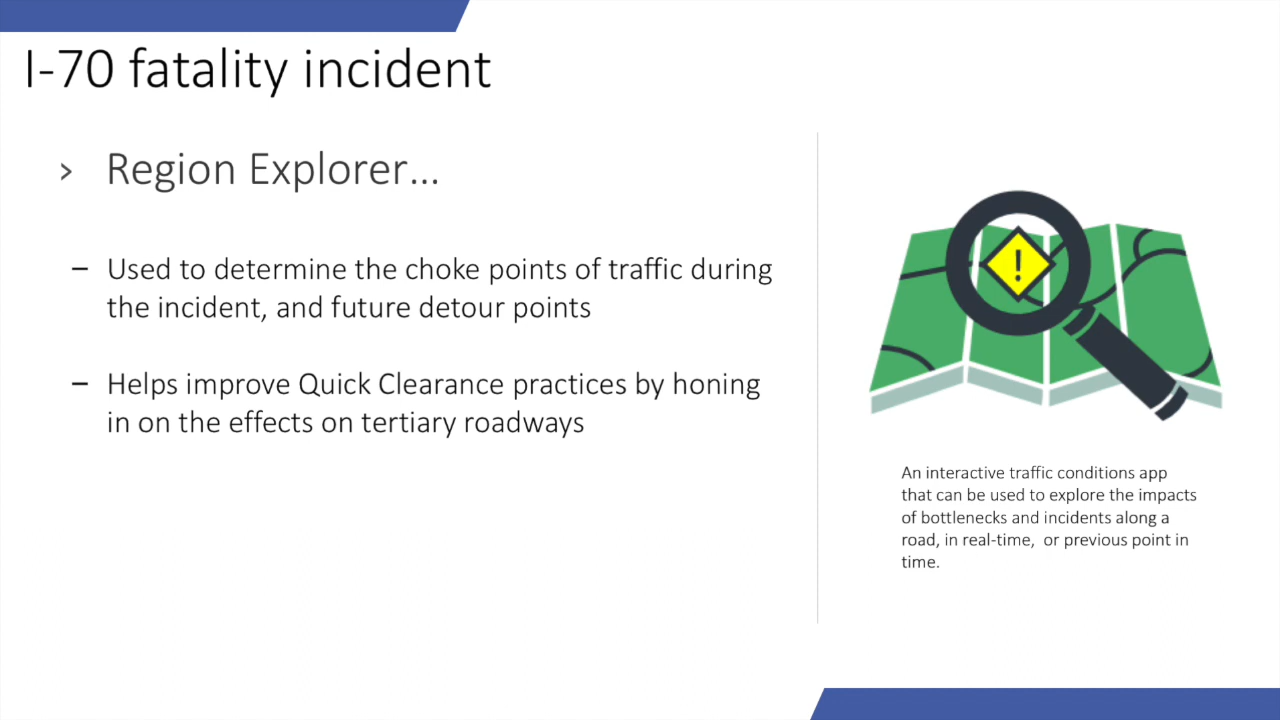 I-70 fatality incident
› Region Explorer...
– Used to determine the choke points of traffic during
the incident, and future detour points
– Helps improve Quick Clearance practices by honing
in on the effects on tertiary roadways
!
An interactive traffic conditions app
that can be used to explore the impacts
of bottlenecks and incidents along a
road, in real-time, or previous point in
time.